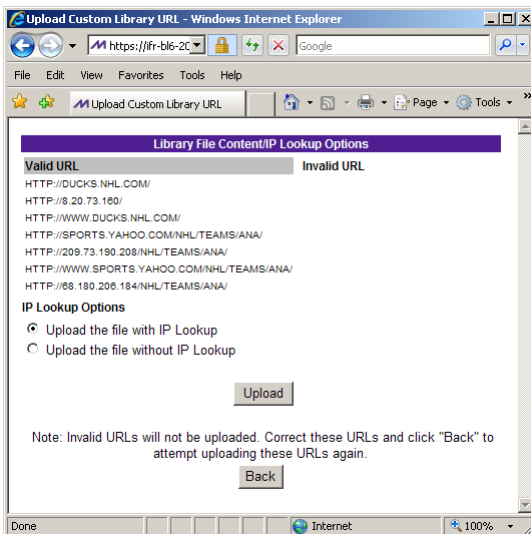 Upload Custom Library URL - Windows Internet Explorer
https://ifr-bl6-20
Google
File Edit View Favorites Tools Help
Upload Custom Library URL
Page Tools »
Library File Content/IP Lookup Options
Valid URL Invalid URL
HTTP://DUCKS.NHL.COM/
HTTP://8.20.73.160/
HTTP://WWW.DUCKS.NHL.COM/
HTTP://SPORTS.YAHOO.COM/NHL/TEAMS/ANA/
HTTP://209.73.190.208/NHL/TEAMS/ANA/
HTTP://WWW.SPORTS.YAHOO.COM/NHL/TEAMS/ANA/
HTTP://68.180.206.184/NHL/TEAMS/ANA/
IP Lookup Options
Upload the file with IP Lookup
Upload the file without IP Lookup
Upload
Note: Invalid URLs will not be uploaded. Correct these URLs and click "Back" to
attempt uploading these URLs again.
Back
Done Internet 100%